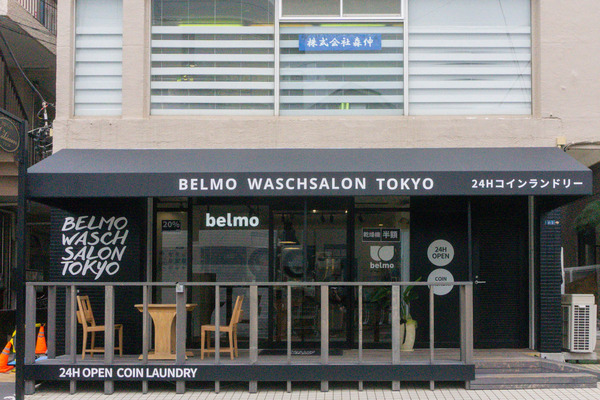 株式会社森伸
BELMO WASCHSALON TOKYO
24Hコインランドリー
BELMO
WASCH
SALON
TOKYO
20%
belmo
乾燥機 半額
belmo
24H
OPEN
COIN
24H OPEN COIN LAUNDRY